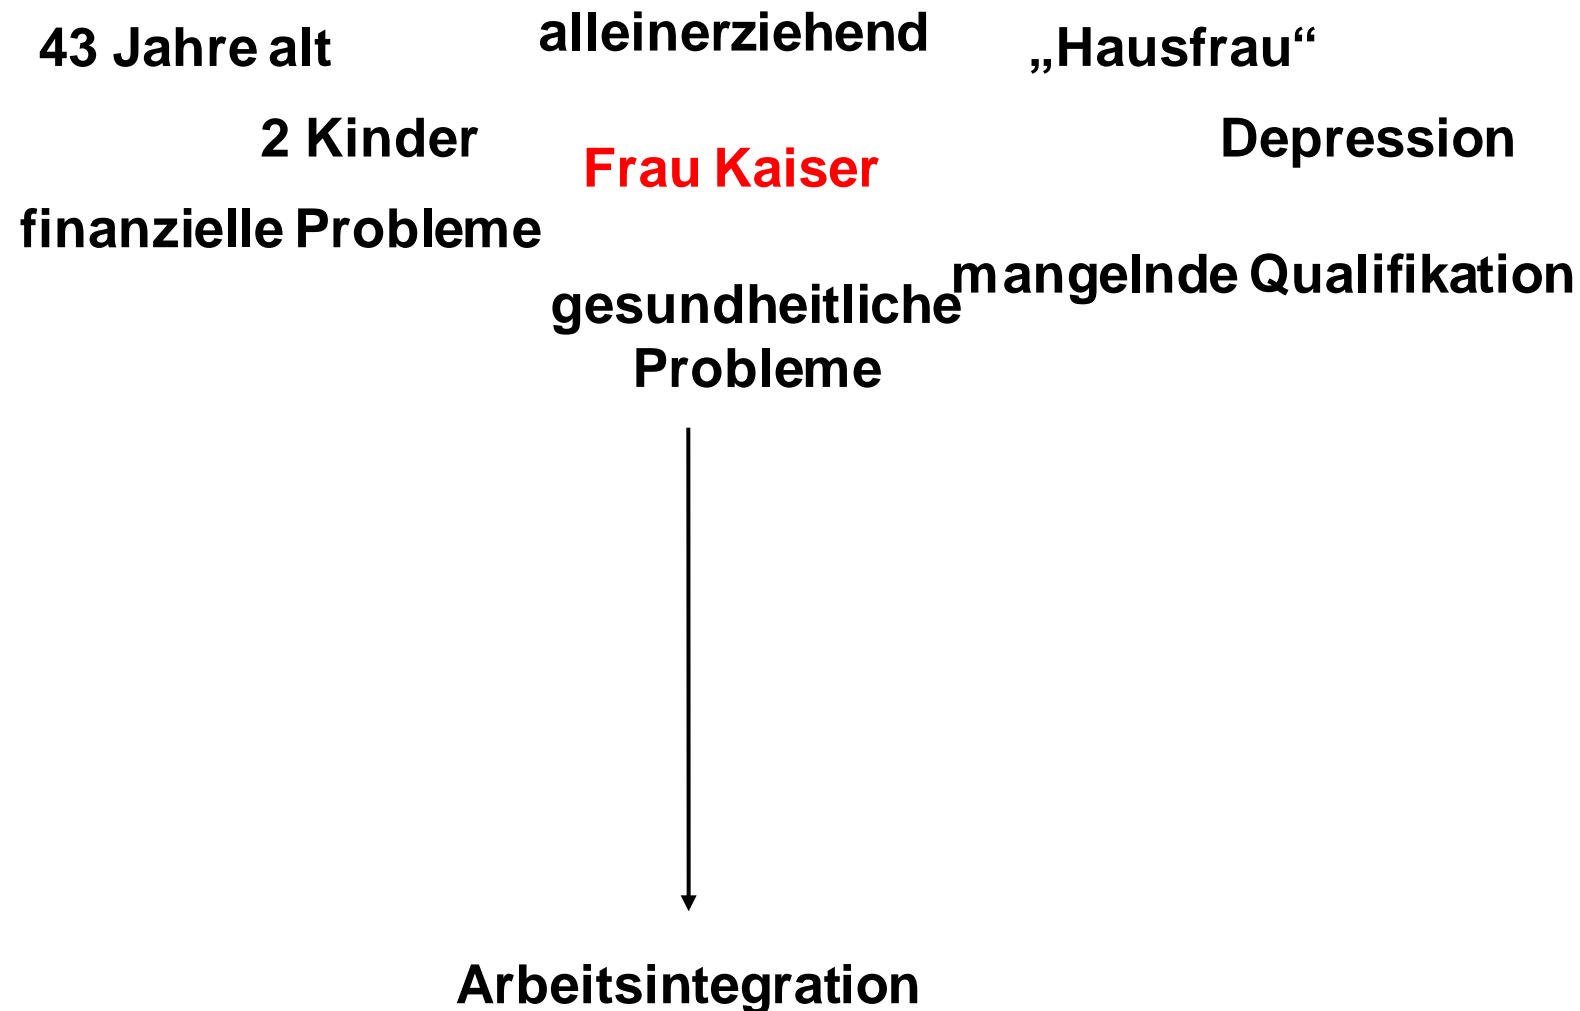 43 Jahre alt
alleinerziehend
„Hausfrau“
2 Kinder
Frau Kaiser
Depression
finanzielle Probleme
mangelnde Qualifikation
gesundheitliche
Probleme
Arbeitsintegration